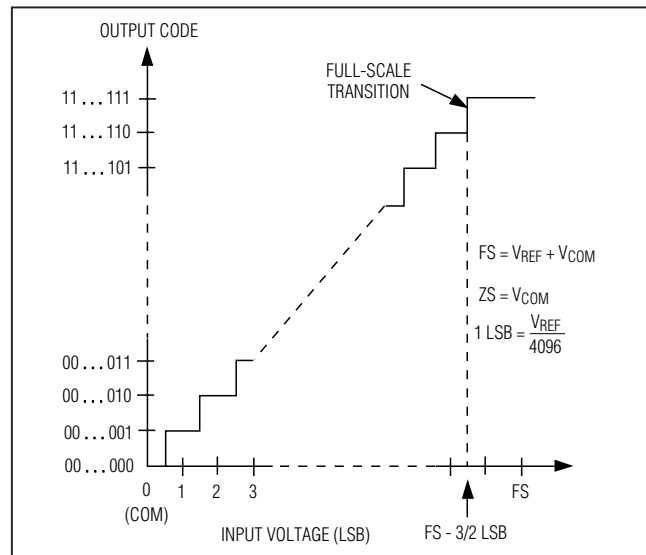 OUTPUT CODE
FULL-SCALE
TRANSITION
11...111
11...110
11...101
FS = VREF + VCOM
ZS = VCOM
1 LSB = VREF
4096
00...011
00...010
00...001
00...000
0 1 2 3 FS
(COM)
INPUT VOLTAGE (LSB)
FS - 3/2 LSB